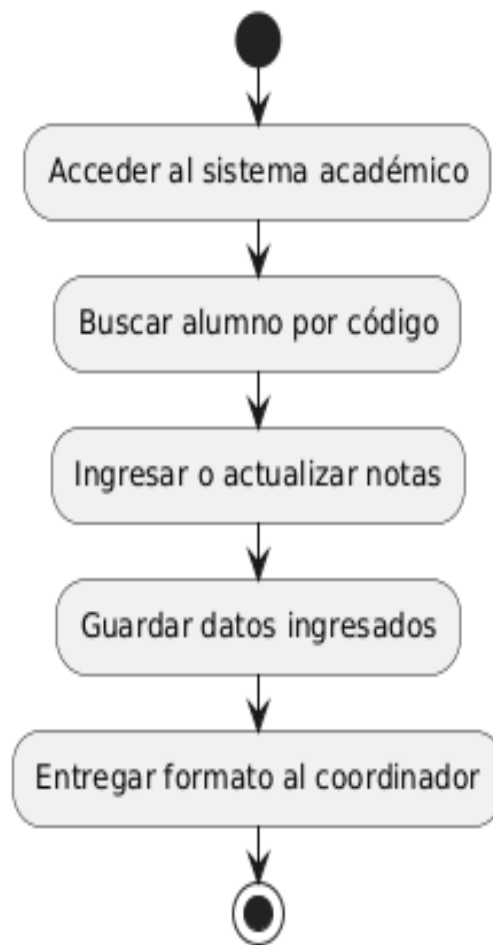 Acceder al sistema académico
Buscar alumno por código
Ingresar o actualizar notas
Guardar datos ingresados
Entregar formato al coordinador